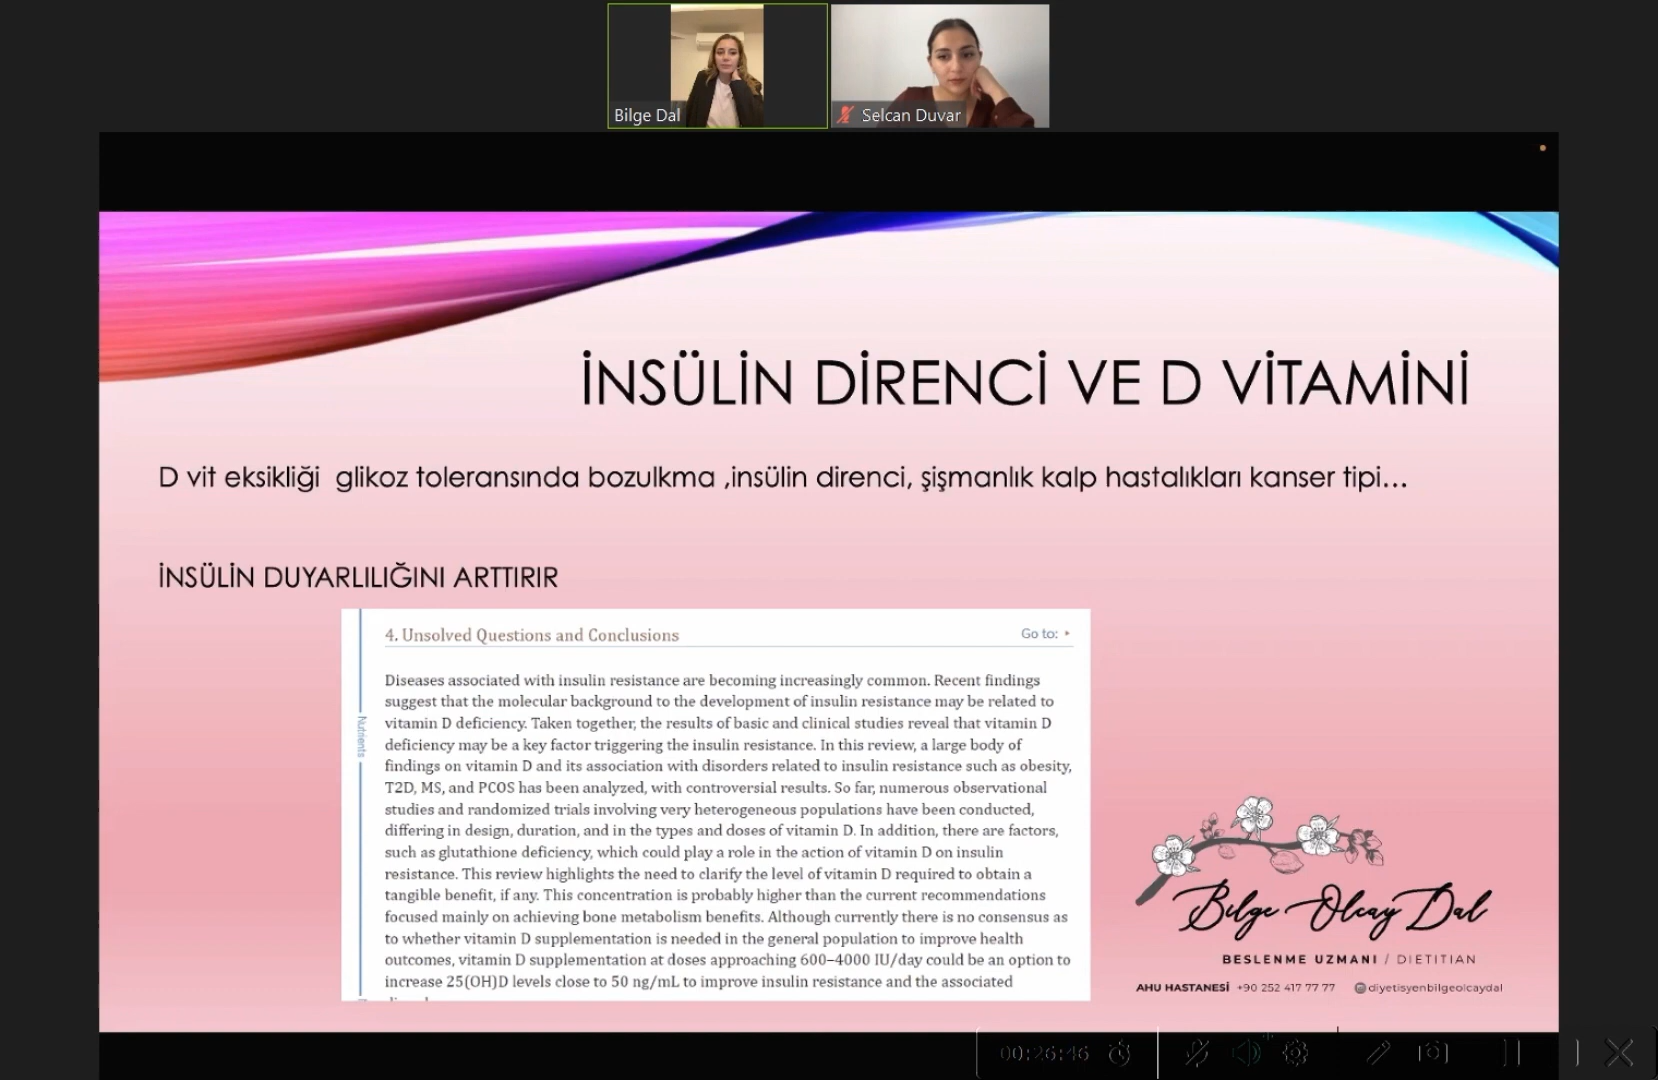 Bilge Dal
Selcan Duvar
İNSÜLİN DİRENCİ VE D VİTAMİNİ
D vit eksikliği glikoz toleransında bozulkma ,insülin direnci, şişmanlık kalp hastalıkları kanser tipi...
İNSÜLİN DUYARLILIĞINI ARTTIRIR
4. Unsolved Questions and Conclusions
Go to:
Nutrients
Diseases associated with insulin resistance are becoming increasingly common. Recent findings
suggest that the molecular background to the development of insulin resistance may be related to
vitamin D deficiency. Taken together, the results of basic and clinical studies reveal that vitamin D
deficiency may be a key factor triggering the insulin resistance. In this review, a large body of
findings on vitamin D and its association with disorders related to insulin resistance such as obesity,
T2D, MS, and PCOS has been analyzed, with controversial results. So far, numerous observational
studies and randomized trials involving very heterogeneous populations have been conducted,
differing in design, duration, and in the types and doses of vitamin D. In addition, there are factors,
such as glutathione deficiency, which could play a role in the action of vitamin D on insulin
resistance. This review highlights the need to clarify the level of vitamin D required to obtain a
tangible benefit, if any. This concentration is probably higher than the current recommendations
focused mainly on achieving bone metabolism benefits. Although currently there is no consensus as
to whether vitamin D supplementation is needed in the general population to improve health
outcomes, vitamin D supplementation at doses approaching 600–4000 IU/day could be an option to
increase 25(OH)D levels close to 50 ng/mL to improve insulin resistance and the associated
Bilge Olcay Dal
BESLENME UZMANI / DIETITIAN
AHU HASTANESİ +90 252 417 77 77 diyetisyenbilgeolcaydal
00:26:46